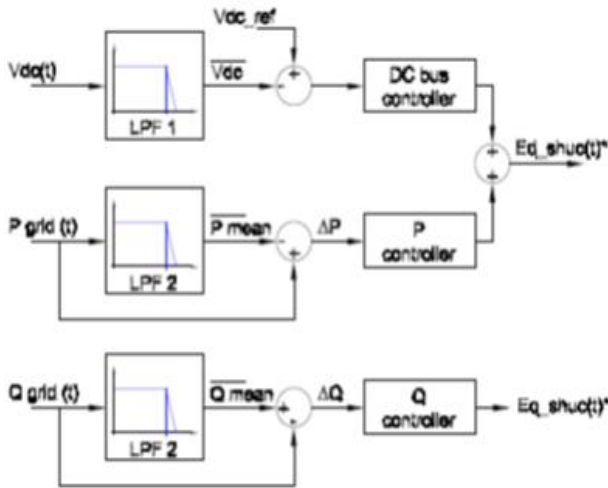 Vdc_ref
Vdc(t)
Vdc
+
-
DC bus
controller
LPF 1
+
+
Ed_shuc(t)*
P grid (t)
P mean
-
+
ΔP
P
controller
LPF 2
Q grid (t)
Q mean
+
-
ΔQ
Q
controller
Eq_shuc(t)*
LPF 2